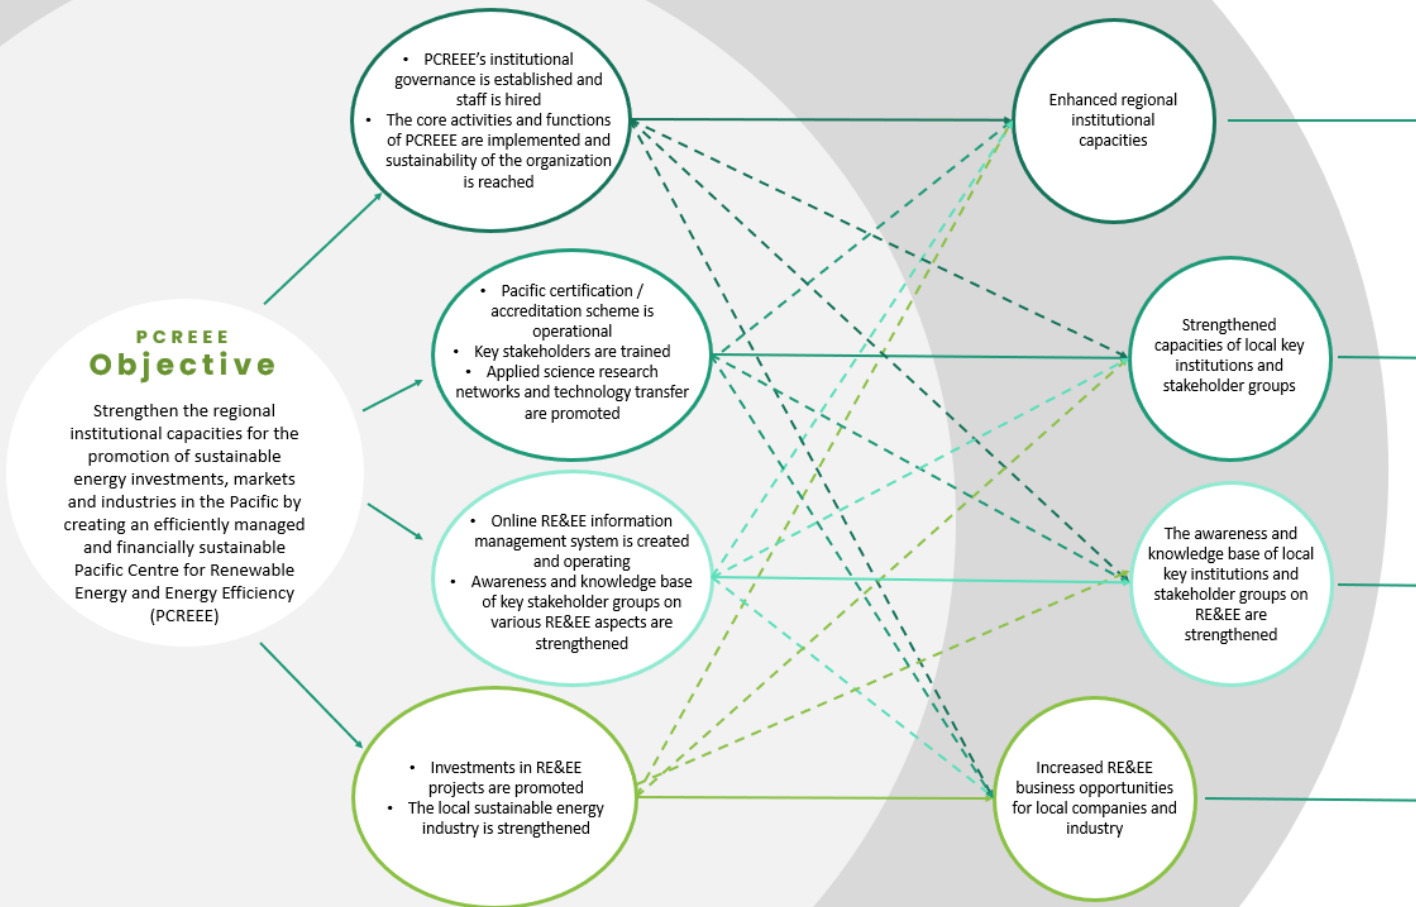 PCREEE
Objective
Strengthen the regional
institutional capacities for the
promotion of sustainable
energy investments, markets
and industries in the Pacific by
creating an efficiently managed
and financially sustainable
Pacific Centre for Renewable
Energy and Energy Efficiency
(PCREEE)
• PCREEE’s institutional
governance is established and
staff is hired
• The core activities and functions
of PCREEE are implemented and
sustainability of the organization
is reached
• Pacific certification /
accreditation scheme is
operational
• Key stakeholders are trained
• Applied science research
networks and technology transfer
are promoted
• Online RE&EE information
management system is created
and operating
• Awareness and knowledge base
of key stakeholder groups on
various RE&EE aspects are
strengthened
• Investments in RE&EE
projects are promoted
• The local sustainable energy
industry is strengthened
Enhanced regional
institutional
capacities
Strengthened
capacities of local key
institutions and
stakeholder groups
The awareness and
knowledge base of local
key institutions and
stakeholder groups on
RE&EE are
strengthened
Increased RE&EE
business opportunities
for local companies and
industry